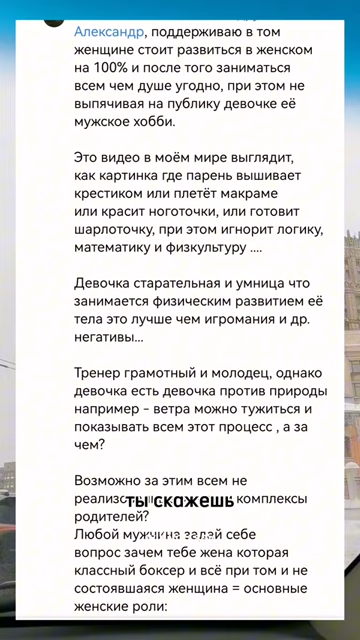 Александр, поддерживаю в том
женщине стоит развиться в женском
на 100% и после того заниматься
всем чем душе угодно, при этом не
выпячивая на публику девочке её
мужское хобби.
Это видео в моём мире выглядит,
как картинка где парень вышивает
крестиком или плетёт макраме
или красит ноготочки, или готовит
шарлоточку, при этом игнорит логику,
математику и физкультуру ....
Девочка старательная и умница что
занимается физическим развитием её
тела это лучше чем игромания и др.
негативы...
Тренер грамотный и молодец, однако
девочка есть девочка против природы
например - ветра можно тужиться и
показывать всем этот процесс , а за
чем?
Возможно за этим всем не
комплексы
ты скажешь
родителей?
Любой мужчина задай себе
вопрос зачем тебе жена которая
классный боксер и всё при том и не
состоявшаяся женщина = основные
женские роли: